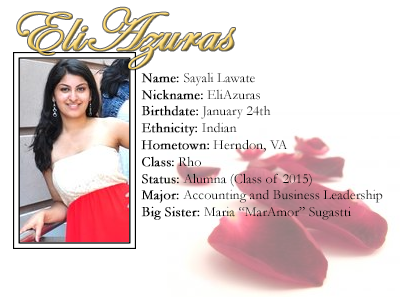 EliAzuras
Name: Sayali Lawate
Nickname: EliAzuras
Birthdate: January 24th
Ethnicity: Indian
Hometown: Herndon, VA
Class: Rho
Status: Alumna (Class of 2015)
Major: Accounting and Business Leadership
Big Sister: Maria “MarAmor” Sugastti